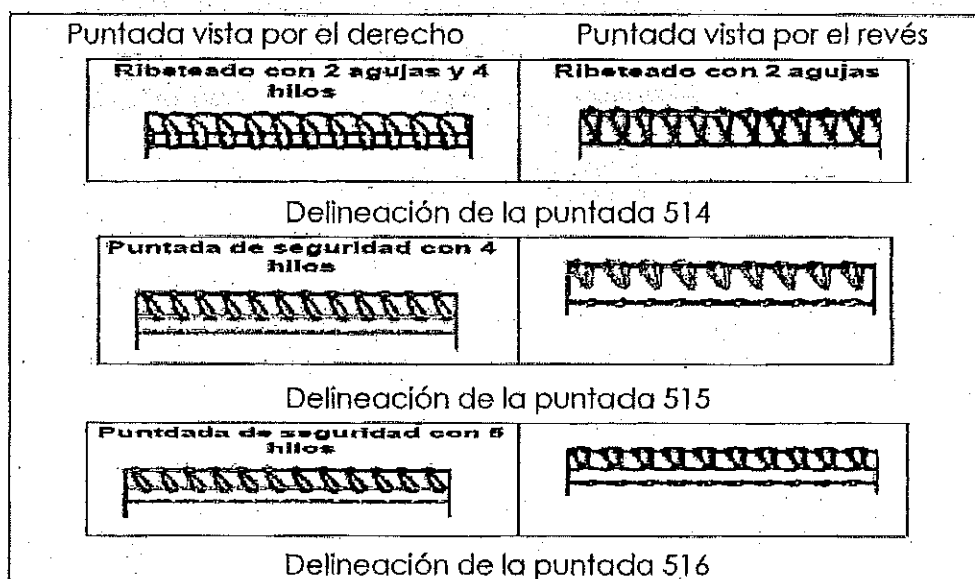 Puntada vista por el derecho Puntada vista por el revés
Ribeteado con 2 agujas y 4 hilos
Ribeteado con 2 agujas
Delineación de la puntada 514
Puntada de seguridad con 4 hilos
Delineación de la puntada 515
Puntdada de seguridad con 5 hilos
Delineación de la puntada 516